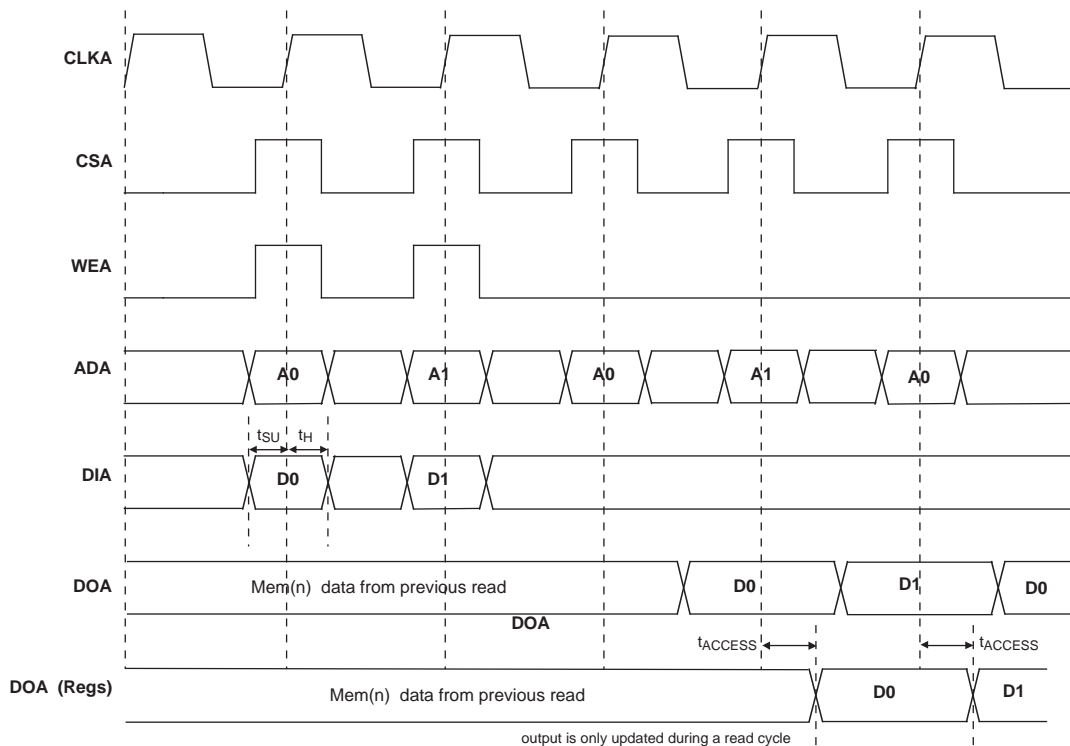 CLKA
CSA
WEA
ADA
A0 A1 A0 A1 A0
tSU tH
DIA
D0 D1
DOA
Mem(n) data from previous read
D0 D1 D0
DOA
tACCESS tACCESS
DOA (Regs)
Mem(n) data from previous read
D0 D1
output is only updated during a read cycle